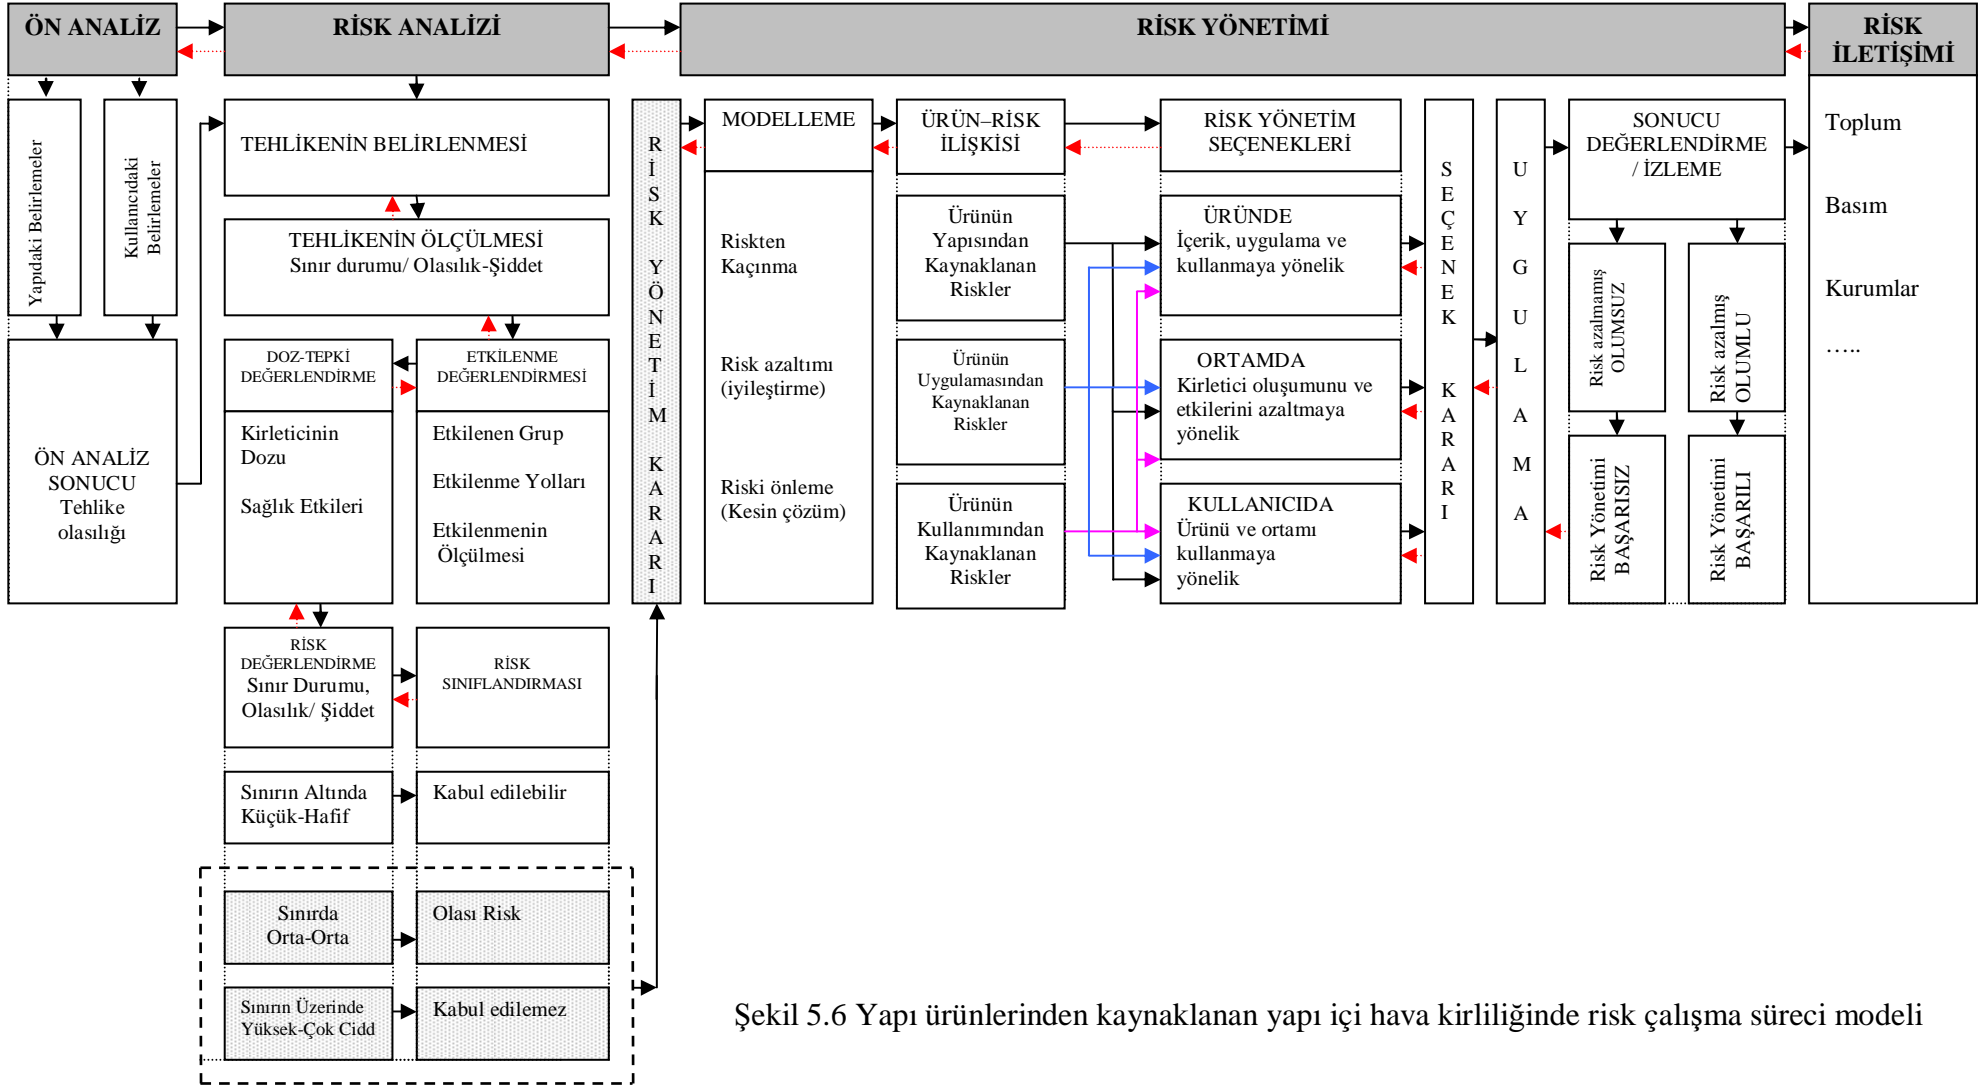 ÖN ANALİZ
RİSK ANALİZİ
RİSK YÖNETİMİ
RİSK
İLETİŞİMİ
Yapıdaki Belirlemeler
Kullanıcıdaki
Belirlemeler
ÖN ANALİZ
SONUCU
Tehlike
olasılığı
TEHLİKENİN BELİRLENMESİ
TEHLİKENİN ÖLÇÜLMESİ
Sınır durumu/ Olasılık-Şiddet
DOZ-TEPKİ
DEĞERLENDİRME
ETKİLENME
DEĞERLENDİRMESİ
Kirleticinin
Dozu
Sağlık Etkileri
Etkilenen Grup
Etkilenme Yolları
Etkilenmenin
Ölçülmesi
RİSK
DEĞERLENDİRME
Sınır Durumu,
Olasılık/ Şiddet
RİSK
SINIFLANDIRMASI
Sınırın Altında
Küçük-Hafif
Kabul edilebilir
Sınırda
Orta-Orta
Olası Risk
Sınırın Üzerinde
Yüksek-Çok Cidd
Kabul edilemez
RİSK YÖNETİM KARARI
MODELLEME
Riskten
Kaçınma
Risk azaltımı
(iyileştirme)
Riski önleme
(Kesin çözüm)
ÜRÜN–RİSK
İLİŞKİSİ
Ürünün
Yapısından
Kaynaklanan
Riskler
Ürünün
Uygulamasından
Kaynaklanan
Riskler
Ürünün
Kullanımından
Kaynaklanan
Riskler
RİSK YÖNETİM
SEÇENEKLERİ
ÜRÜNDE
İçerik, uygulama ve
kullanmaya yönelik
ORTAMDA
Kirletici oluşumunu ve
etkilerini azaltmaya
yönelik
KULLANICIDA
Ürünü ve ortamı
kullanmaya
yönelik
SEÇENEK KARARI
UYGULAMA
SONUCU
DEĞERLENDİRME
/ İZLEME
Risk azalmamış
OLUMSUZ
Risk azalmış
OLUMLU
Risk Yönetimi
BAŞARISIZ
Risk Yönetimi
BAŞARILI
Toplum
Basım
Kurumlar
…..
Şekil 5.6 Yapı ürünlerinden kaynaklanan yapı içi hava kirliliğinde risk çalışma süreci modeli